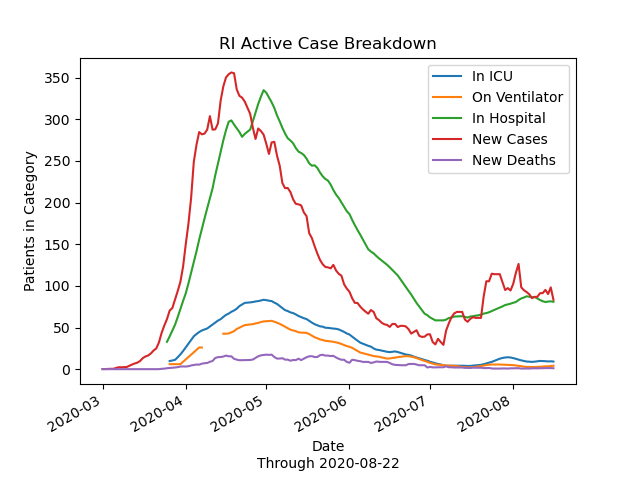 RI Active Case Breakdown
Patients in Category
350
300
250
200
150
100
50
0
In ICU
On Ventilator
In Hospital
New Cases
New Deaths
2020-03
2020-04
2020-05
2020-06
2020-07
2020-08
Date
Through 2020-08-22